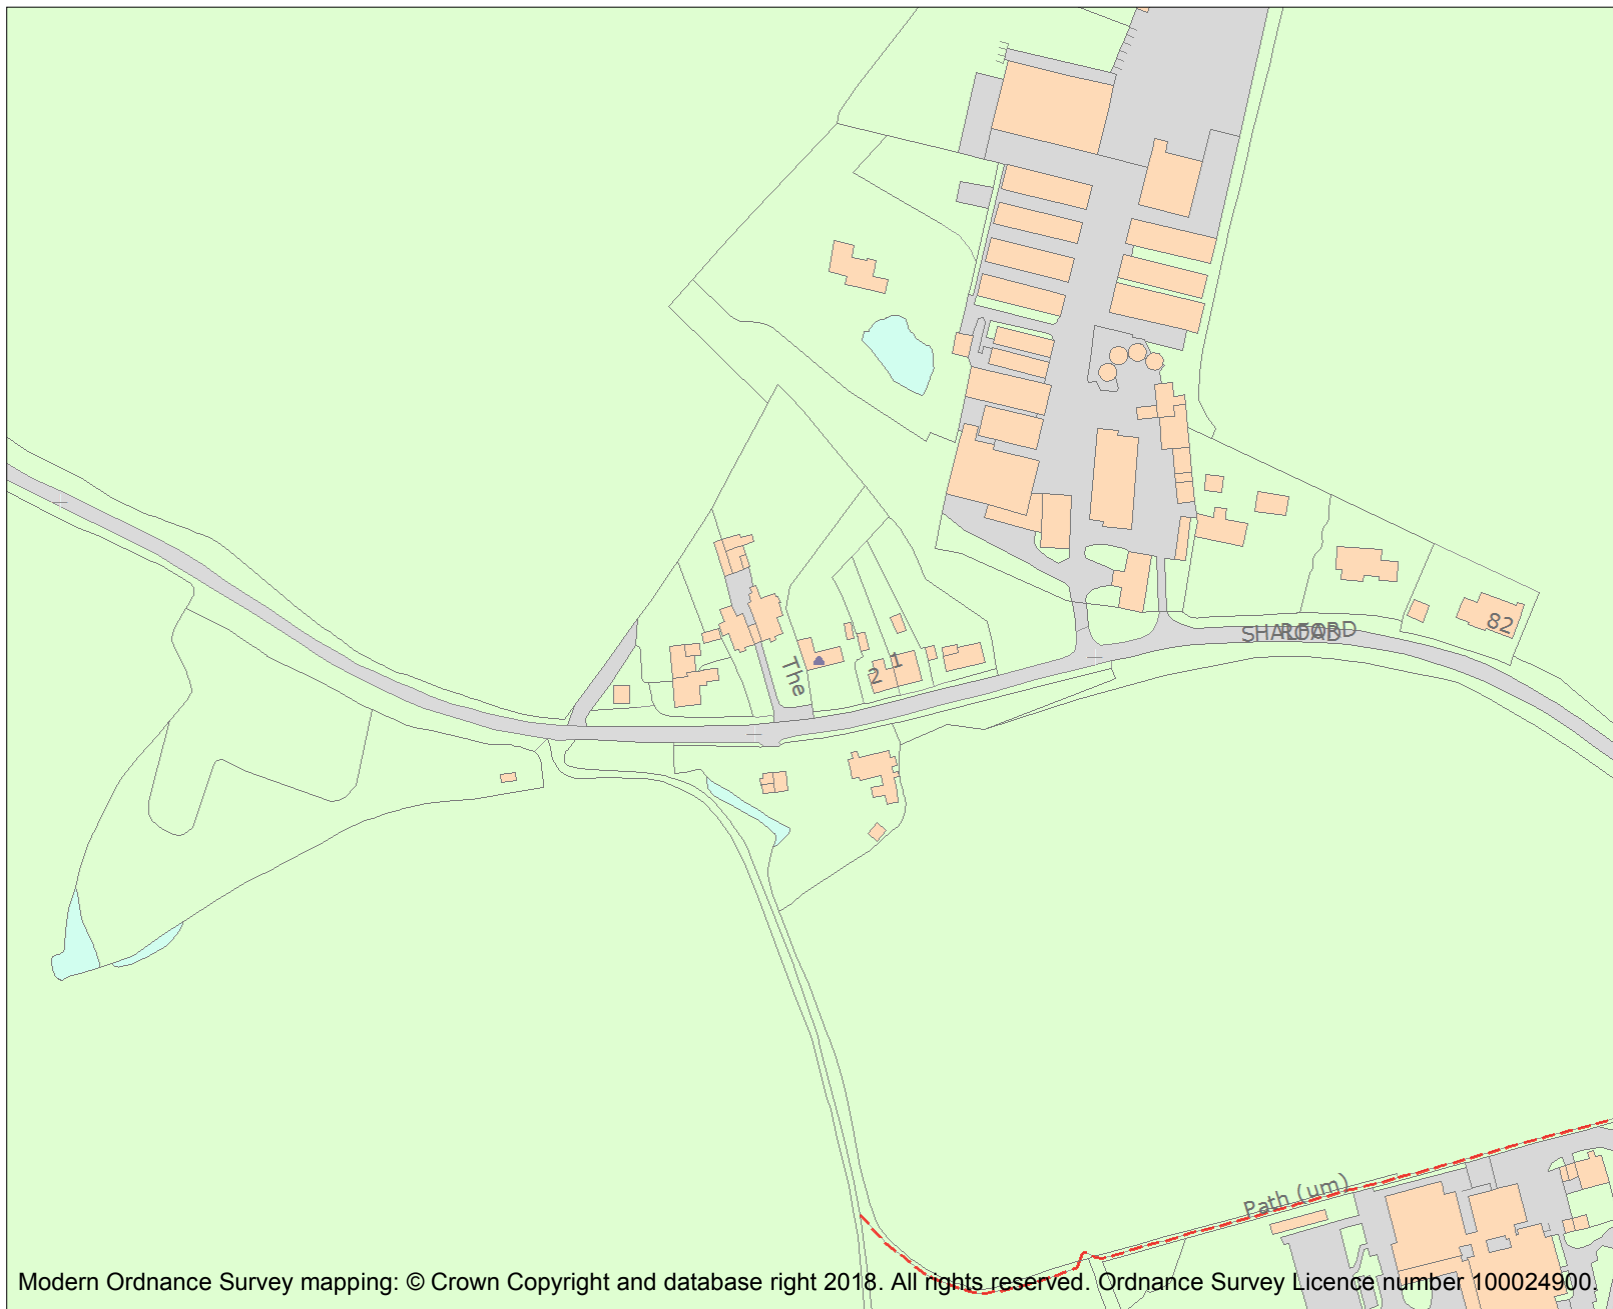 SHALFORD
ROAD
82
The
2
1
Path (um)
Modern Ordnance Survey mapping: © Crown Copyright and database right 2018. All rights reserved. Ordnance Survey Licence number 100024900.